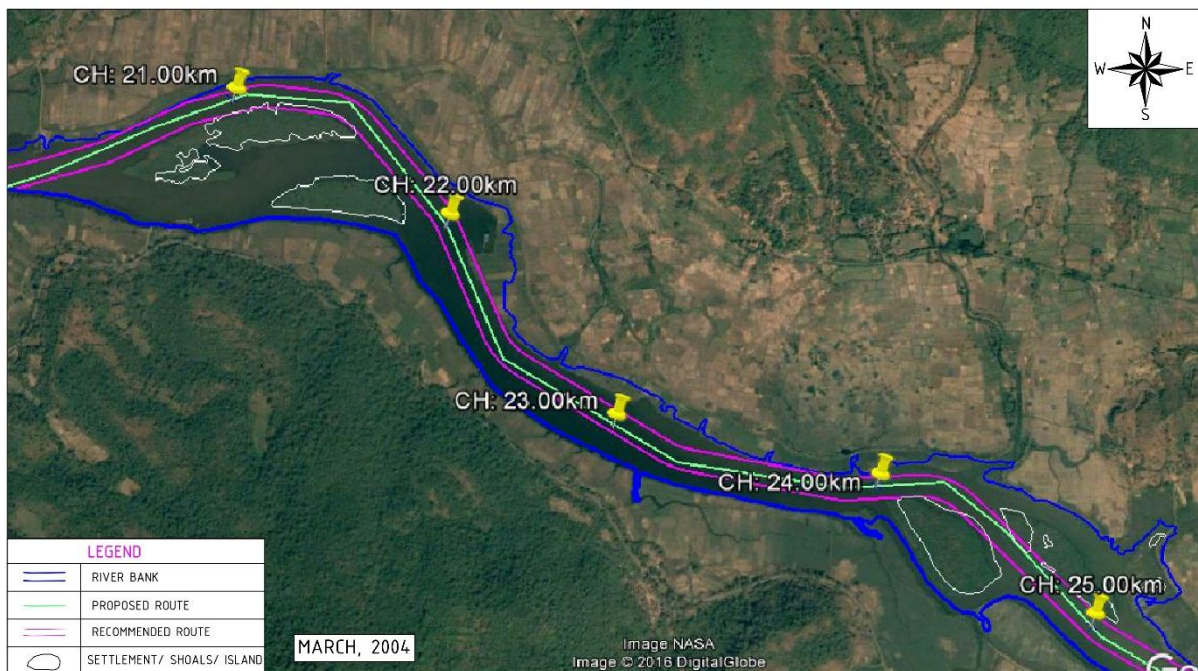 N
W E
S
CH: 21.00km
CH: 22.00km
CH: 23.00km
CH: 24.00km
CH: 25.00km
LEGEND
RIVER BANK
PROPOSED ROUTE
RECOMMENDED ROUTE
SETTLEMENT/ SHOALS/ ISLAND
MARCH, 2004
Image NASA
Image © 2016 DigitalGlobe
Go